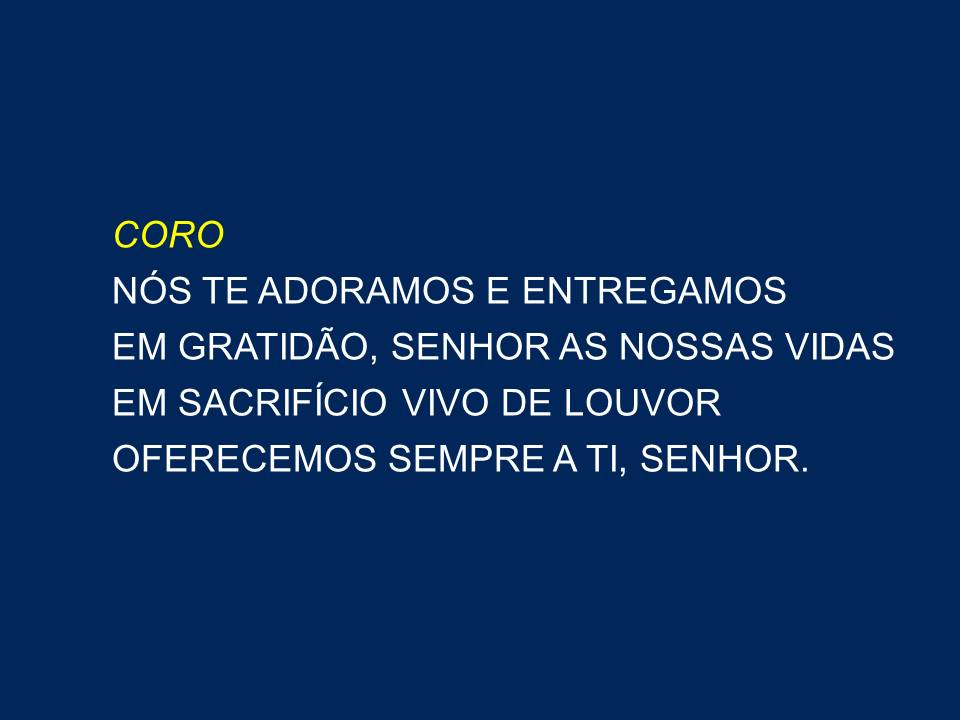 CORO
NÓS TE ADORAMOS E ENTREGAMOS
EM GRATIDÃO, SENHOR AS NOSSAS VIDAS
EM SACRIFÍCIO VIVO DE LOUVOR
OFERECEMOS SEMPRE A TI, SENHOR.